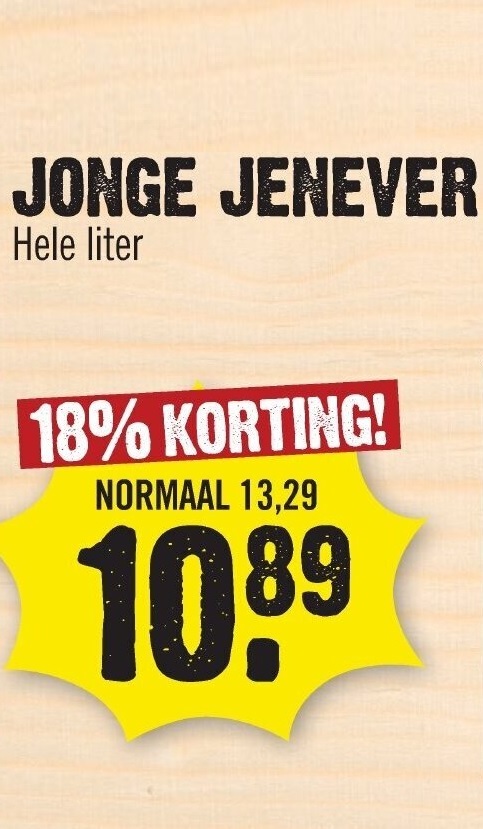 JONGE JENEVER
Hele liter
18% KORTING!
NORMAAL 13,29
10.89